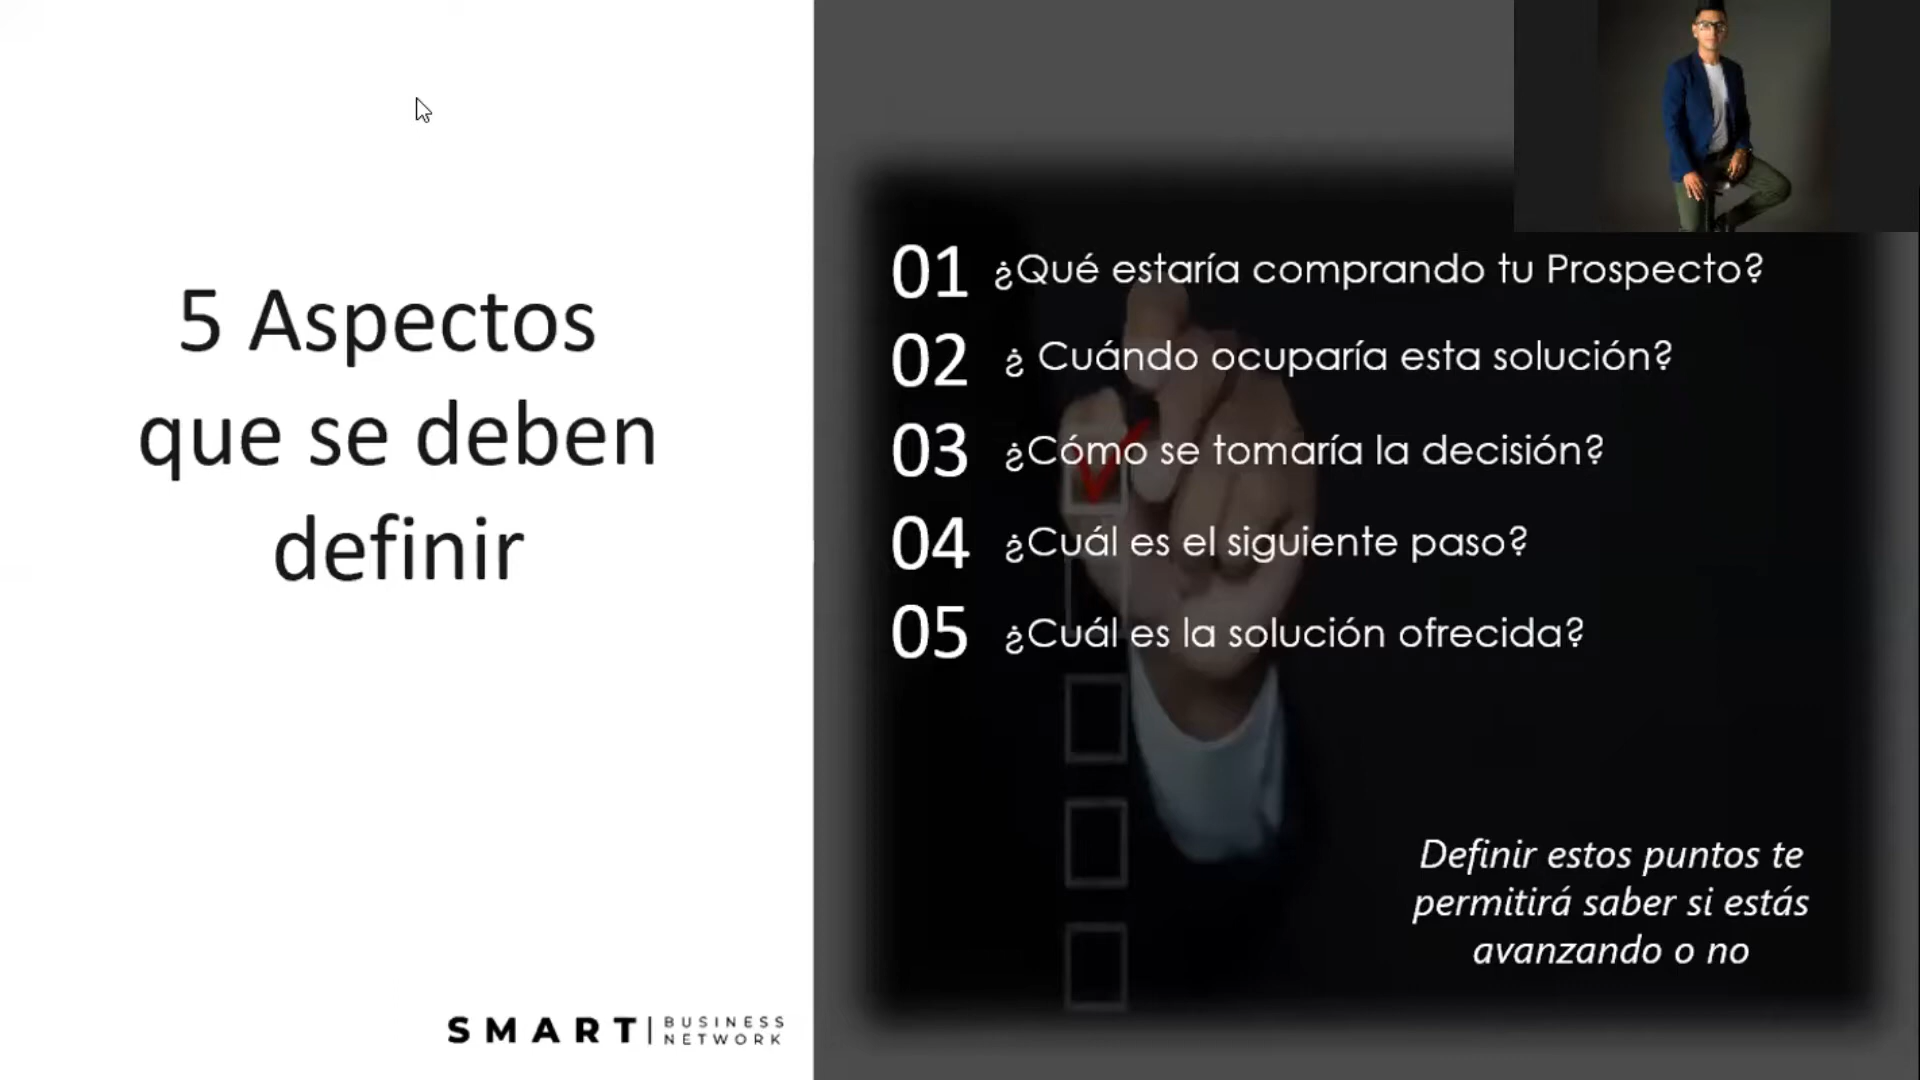 5 Aspectos
que se deben
definir
01 ¿Qué estaría comprando tu Prospecto?
02 ¿ Cuándo ocuparía esta solución?
03 ¿Cómo se tomaría la decisión?
04 ¿Cuál es el siguiente paso?
05 ¿Cuál es la solución ofrecida?
Definir estos puntos te
permitirá saber si estás
avanzando o no
SMART | BUSINESS
NETWORK